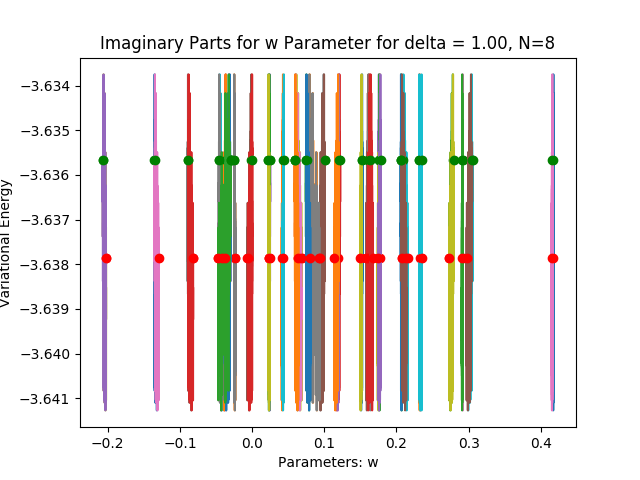 Imaginary Parts for w Parameter for delta = 1.00, N=8
Variational Energy
−3.634
−3.635
−3.636
−3.637
−3.638
−3.639
−3.640
−3.641
−0.2 −0.1 0.0 0.1 0.2 0.3 0.4
Parameters: w